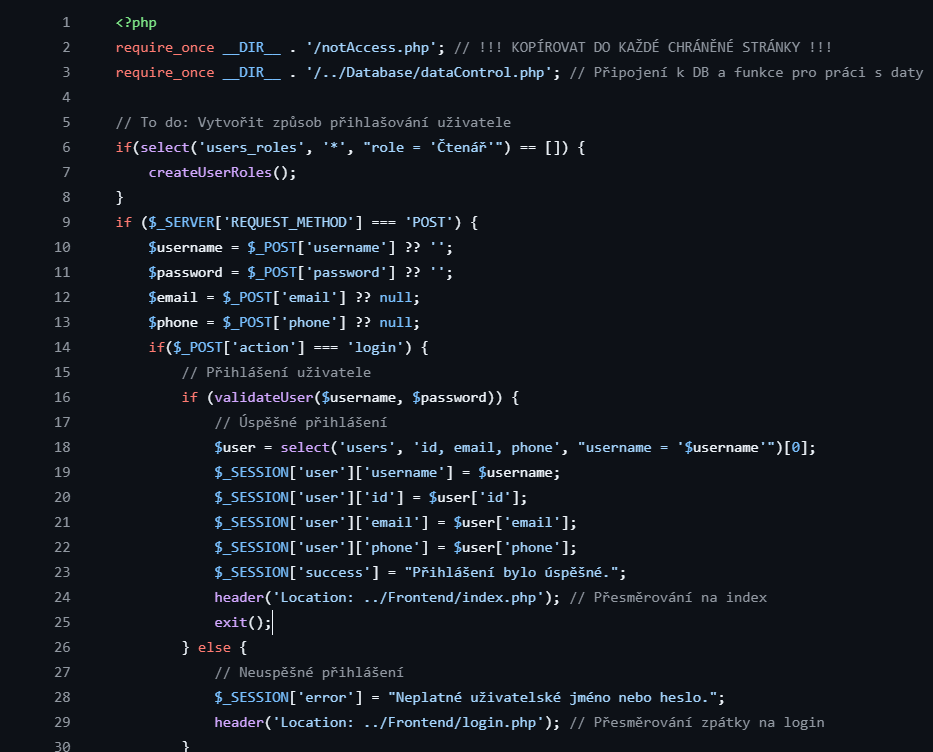 1 <?php
2 require_once __DIR__ . '/notAccess.php'; // !!! KOPÍROVAT DO KAŽDÉ CHRÁNĚNÉ STRÁNKY !!!
3 require_once __DIR__ . '/../Database/dataControl.php'; // Připojení k DB a funkce pro práci s daty
4
5 // To do: Vytvořit způsob přihlašování uživatele
6 if(select('users_roles', '*', "role = 'Čtenář'") == []) {
7     createUserRoles();
8 }
9 if ($_SERVER['REQUEST_METHOD'] === 'POST') {
10     $username = $_POST['username'] ?? '';
11     $password = $_POST['password'] ?? '';
12     $email = $_POST['email'] ?? null;
13     $phone = $_POST['phone'] ?? null;
14     if($_POST['action'] === 'login') {
15         // Přihlášení uživatele
16         if (validateUser($username, $password)) {
17             // Úspěšné přihlášení
18             $user = select('users', 'id, email, phone', "username = '$username'")[0];
19             $_SESSION['user']['username'] = $username;
20             $_SESSION['user']['id'] = $user['id'];
21             $_SESSION['user']['email'] = $user['email'];
22             $_SESSION['user']['phone'] = $user['phone'];
23             $_SESSION['success'] = "Přihlášení bylo úspěšné.";
24             header('Location: ../Frontend/index.php'); // Přesměrování na index
25             exit();
26         } else {
27             // Neuspěšné přihlášení
28             $_SESSION['error'] = "Neplatné uživatelské jméno nebo heslo.";
29             header('Location: ../Frontend/login.php'); // Přesměrování zpátky na login
30         }